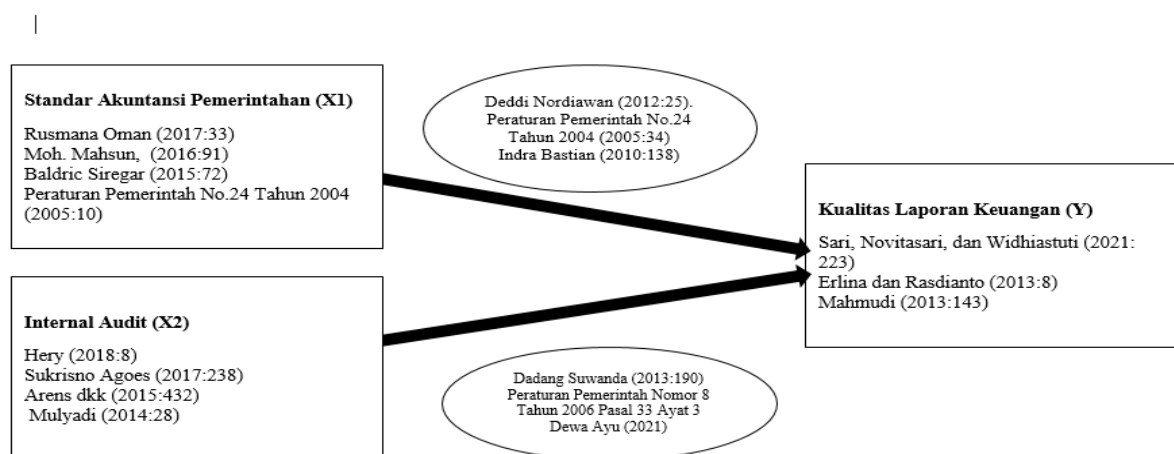 Standar Akuntansi Pemerintahan (X1)
Rusmana Oman (2017:33)
Moh. Mahsun,  (2016:91)
Baldric Siregar (2015:72)
Peraturan Pemerintah No.24 Tahun 2004
(2005:10)
Deddi Nordiawan (2012:25).
Peraturan Pemerintah No.24
Tahun 2004 (2005:34)
Indra Bastian (2010:138)
Kualitas Laporan Keuangan (Y)
Sari, Novitasari, dan Widhiastuti (2021:
223)
Erlina dan Rasdianto (2013:8)
Mahmudi (2013:143)
Internal Audit (X2)
Hery (2018:8)
Sukrisno Agoes (2017:238)
Arens dkk (2015:432)
Mulyadi (2014:28)
Dadang Suwanda (2013:190)
Peraturan Pemerintah Nomor 8
Tahun 2006 Pasal 33 Ayat 3
Dewa Ayu (2021)